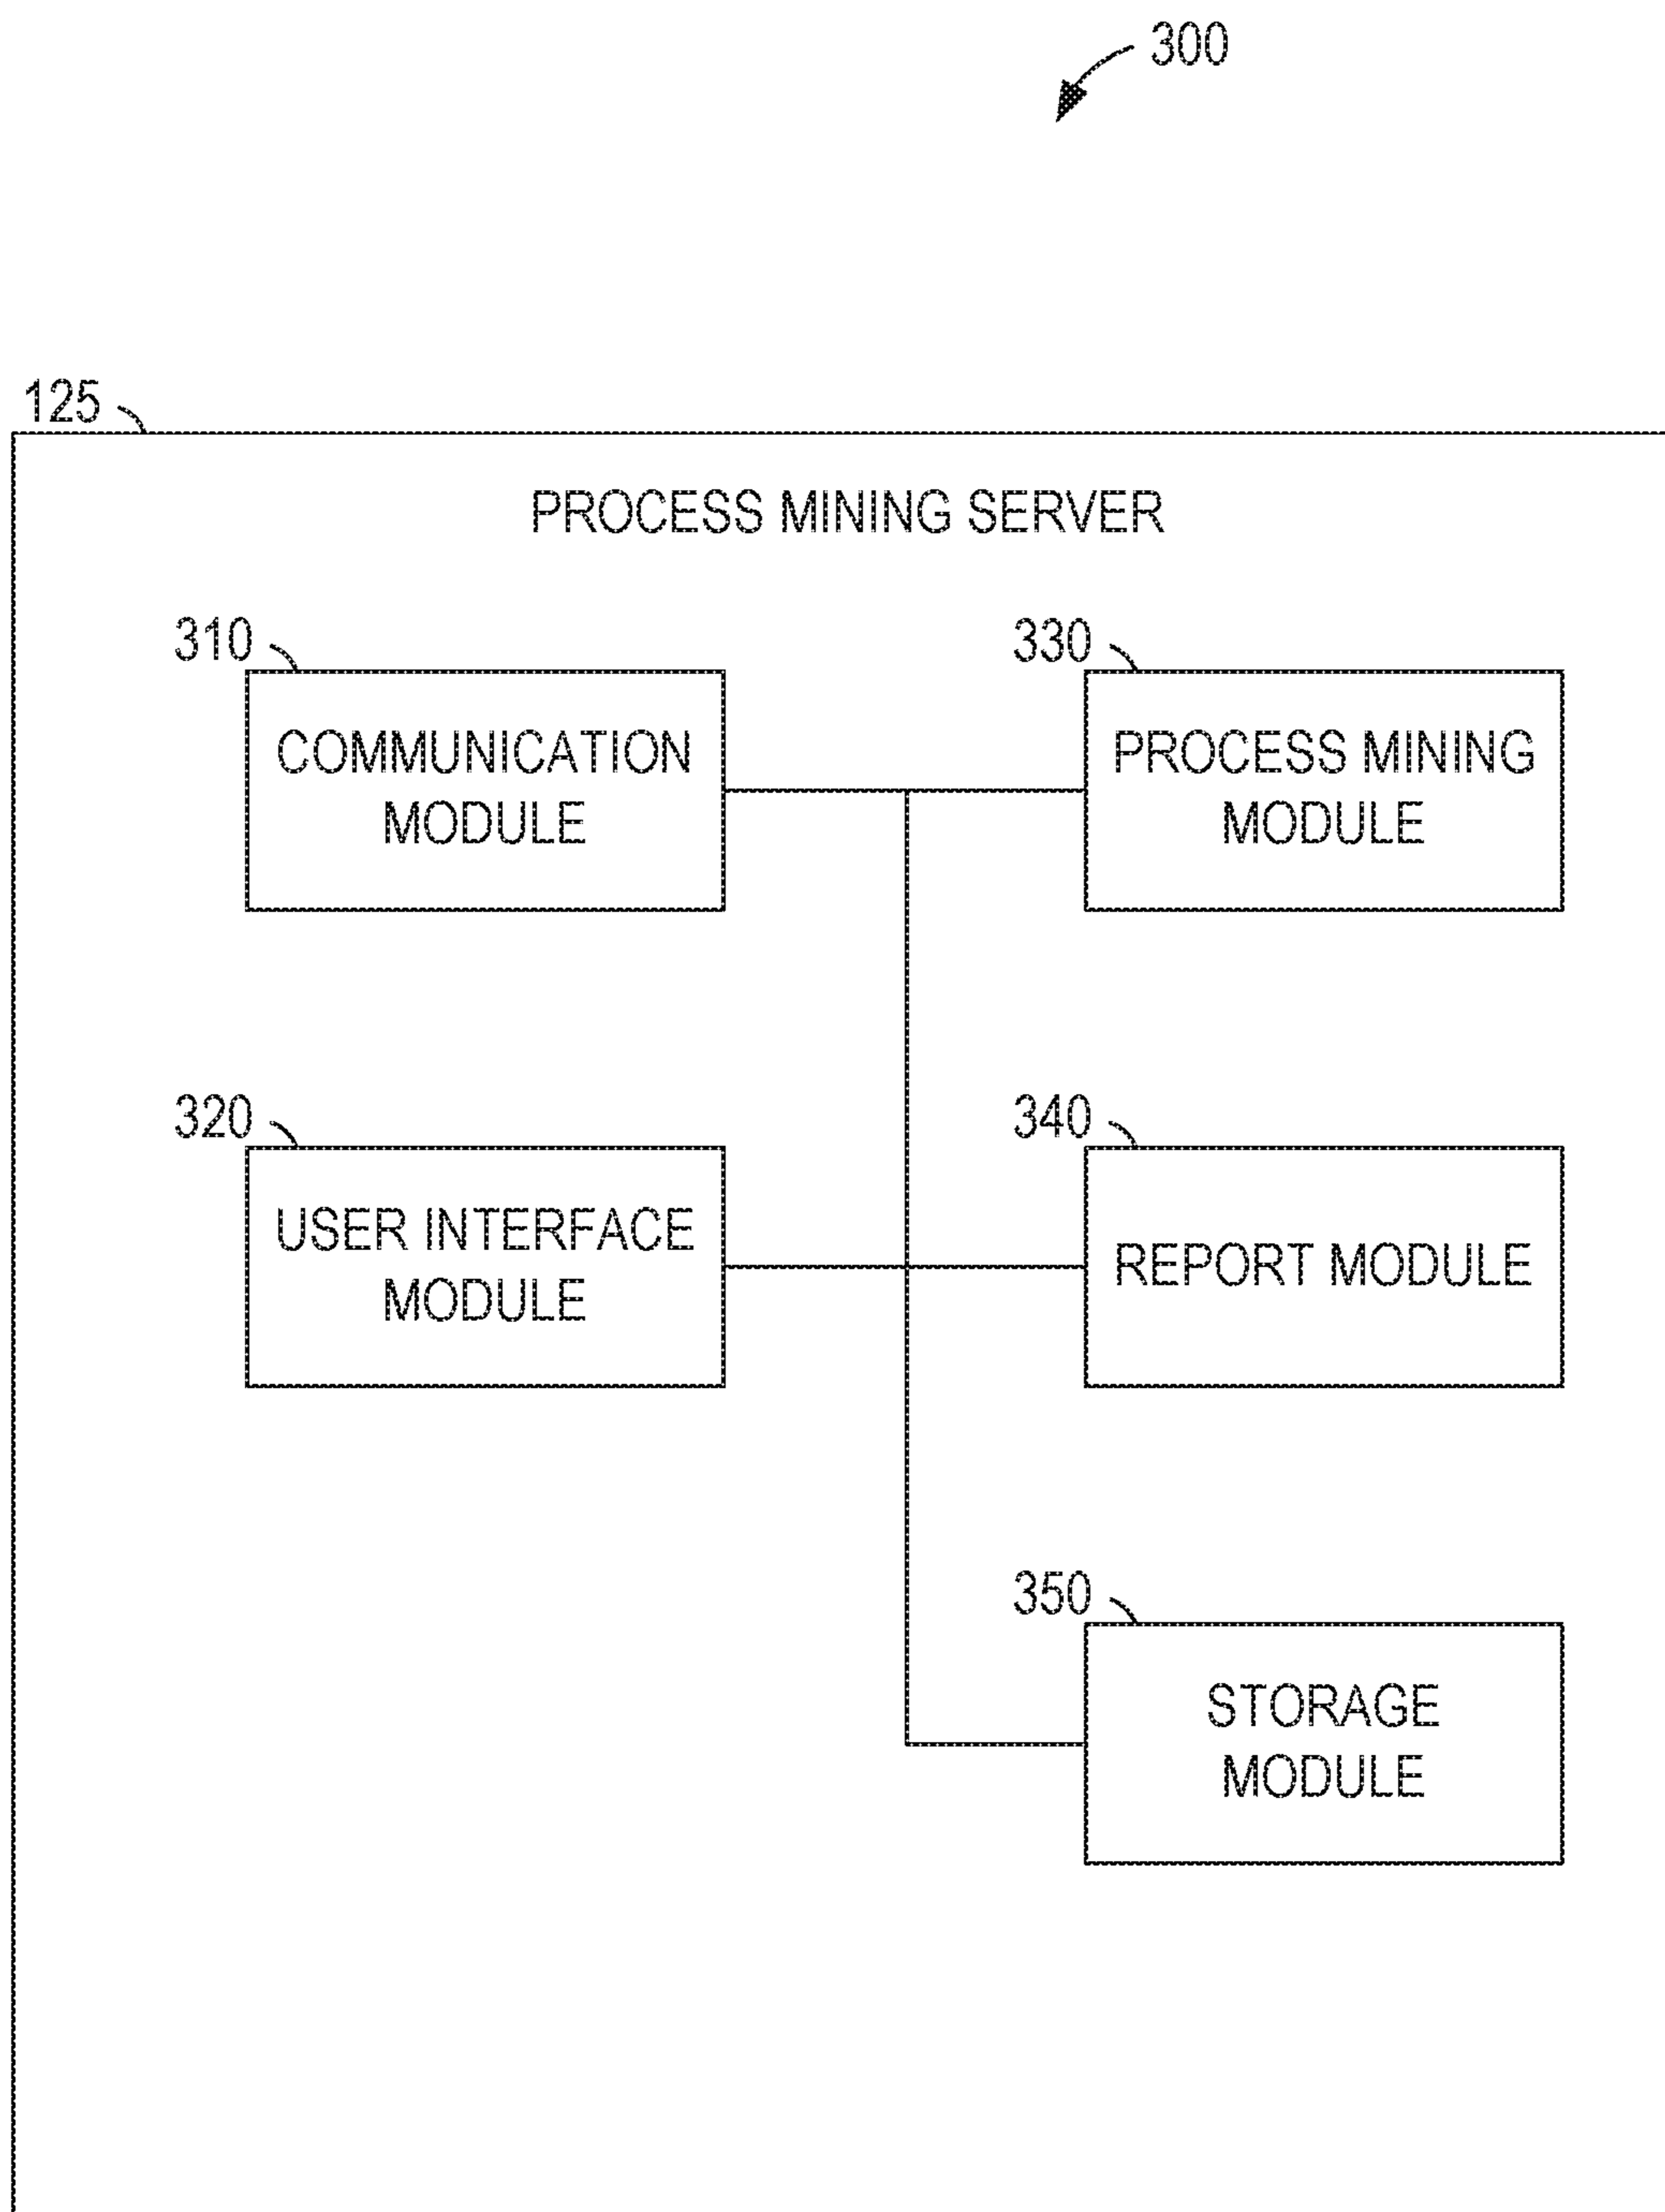 300
125
PROCESS MINING SERVER
310
COMMUNICATION
MODULE
330
PROCESS MINING
MODULE
320
USER INTERFACE
MODULE
340
REPORT MODULE
350
STORAGE
MODULE